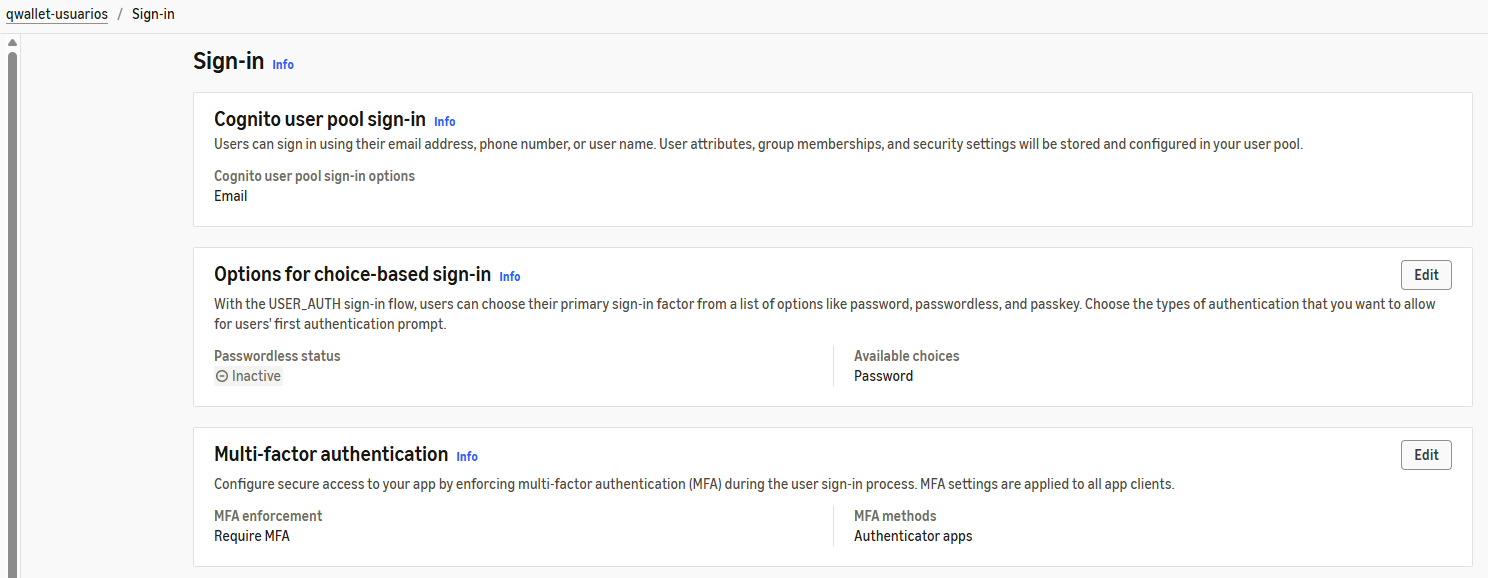 qwallet-usuarios / Sign-in
Sign-in Info
Cognito user pool sign-in Info
Users can sign in using their email address, phone number, or user name. User attributes, group memberships, and security settings will be stored and configured in your user pool.
Cognito user pool sign-in options
Email
Options for choice-based sign-in Info
Edit
With the USER_AUTH sign-in flow, users can choose their primary sign-in factor from a list of options like password, passwordless, and passkey. Choose the types of authentication that you want to allow
for users' first authentication prompt.
Passwordless status
Inactive
Available choices
Password
Multi-factor authentication Info
Edit
Configure secure access to your app by enforcing multi-factor authentication (MFA) during the user sign-in process. MFA settings are applied to all app clients.
MFA enforcement
Require MFA
MFA methods
Authenticator apps